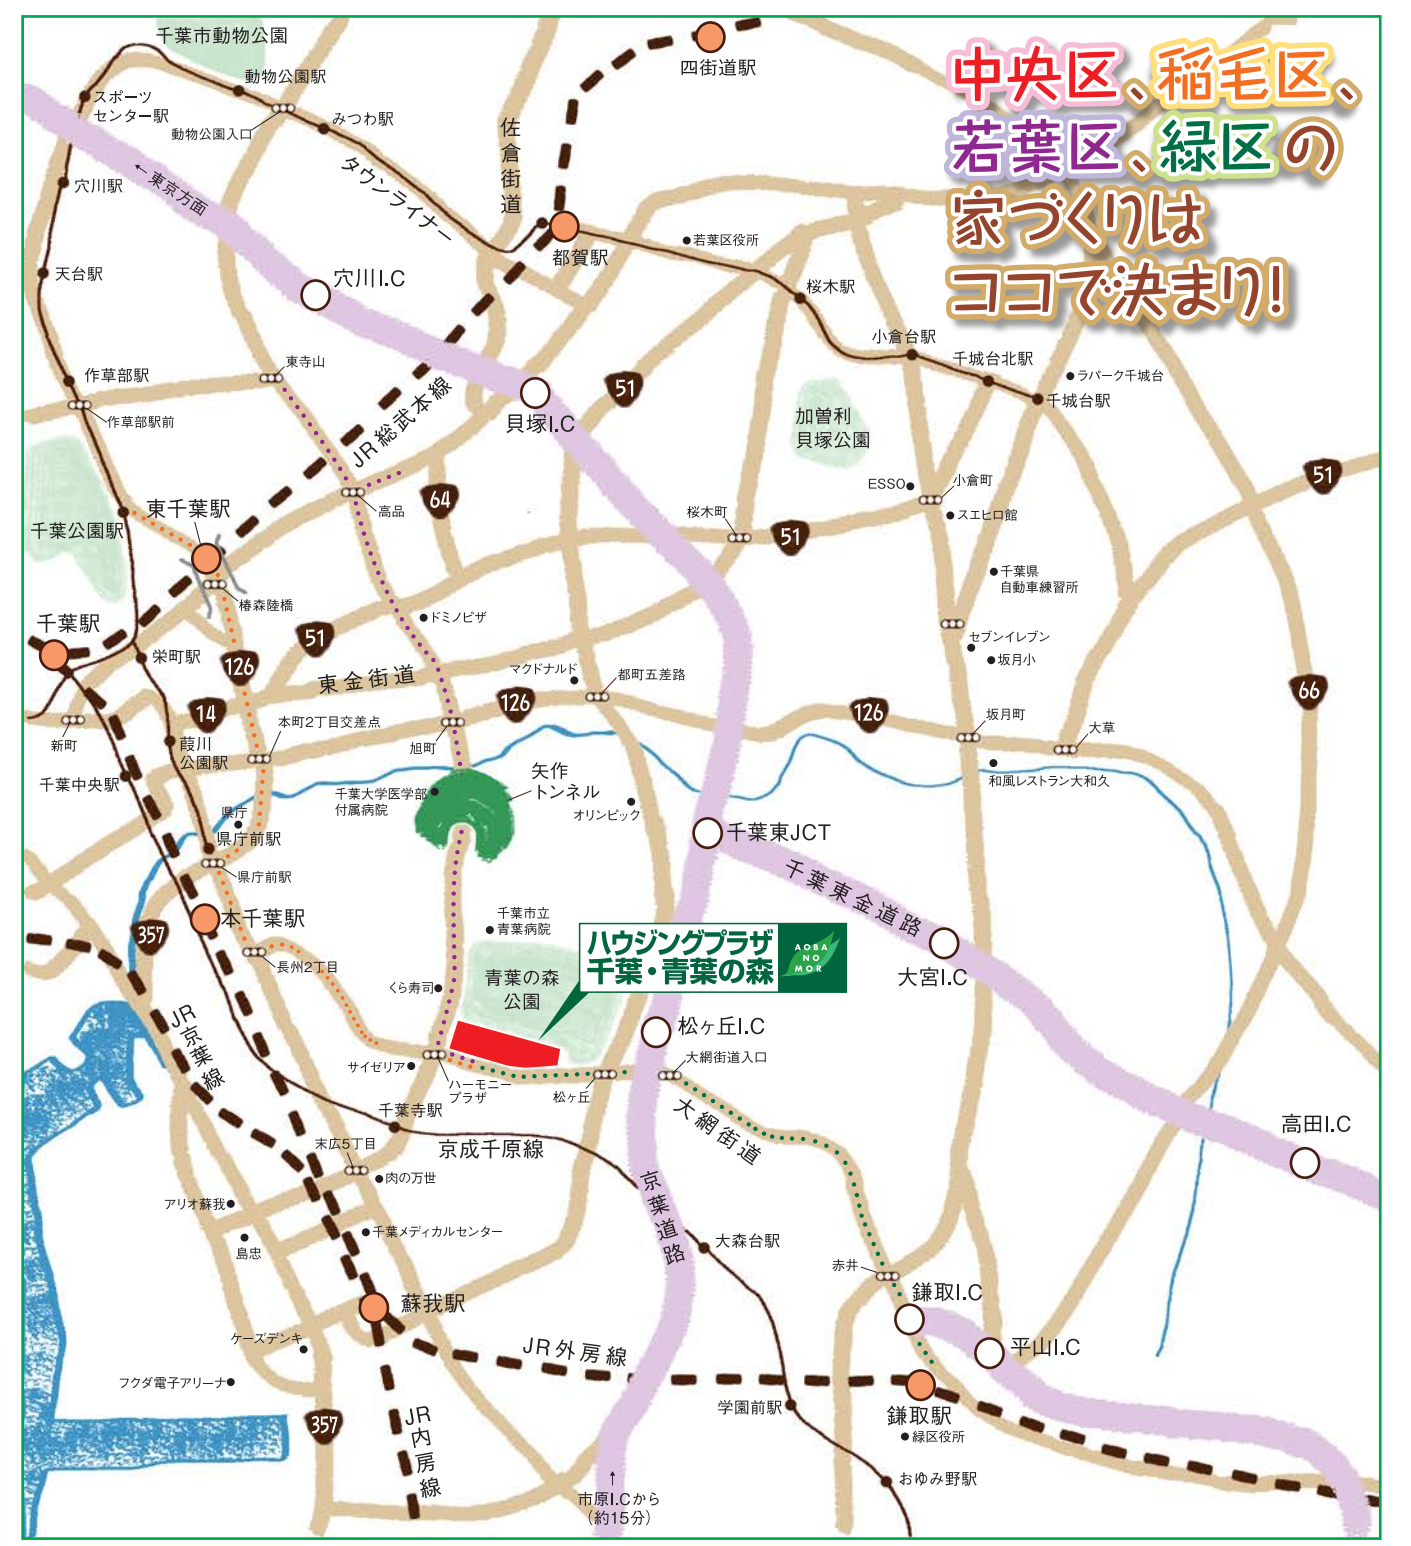 中央区、稲毛区、
若葉区、緑区の
家づくりは
ココで決まり!
千葉市動物公園
動物公園駅
スポーツ
センター駅
動物公園入口
みつわ駅
四街道駅
佐倉街道
タウンライナー
← 東京方面
穴川駅
都賀駅
若葉区役所
天台駅
穴川I.C
桜木駅
小倉台駅
千城台北駅
ラパーク千城台
千城台駅
東寺山
作草部駅
作草部駅前
JR総武本線
貝塚I.C
51
加曽利
貝塚公園
51
64
高品
ESSO
小倉町
スエヒロ館
桜木町
51
東千葉駅
千葉公園駅
千葉県
自動車練習所
椿森陸橋
ドミノピザ
千葉駅
51
セブンイレブン
坂月小
栄町駅
126
東金街道
マクドナルド
都町五差路
66
14
126
126
坂月町
大草
新町
本町2丁目交差点
旭町
葭川
公園駅
千葉中央駅
矢作
トンネル
千葉大学医学部
付属病院
オリンピック
和風レストラン大和久
県庁
県庁前駅
千葉東JCT
県庁前駅
千葉東金道路
本千葉駅
357
千葉市立
青葉病院
ハウジングプラザ
千葉・青葉の森
AOBA
NO
MORI
長州2丁目
青葉の森
公園
くら寿司
大宮I.C
JR京葉線
松ヶ丘I.C
サイゼリア
ハーモニー
プラザ
松ヶ丘
大網街道入口
大網街道
千葉寺駅
末広5丁目
京成千原線
高田I.C
肉の万世
アリオ蘇我
京葉道路
千葉メディカルセンター
島忠
大森台駅
赤井
鎌取I.C
蘇我駅
ケーズデンキ
JR外房線
平山I.C
フクダ電子アリーナ
学園前駅
鎌取駅
緑区役所
357
JR内房線
おゆみ野駅
↑
市原I.Cから
(約15分)